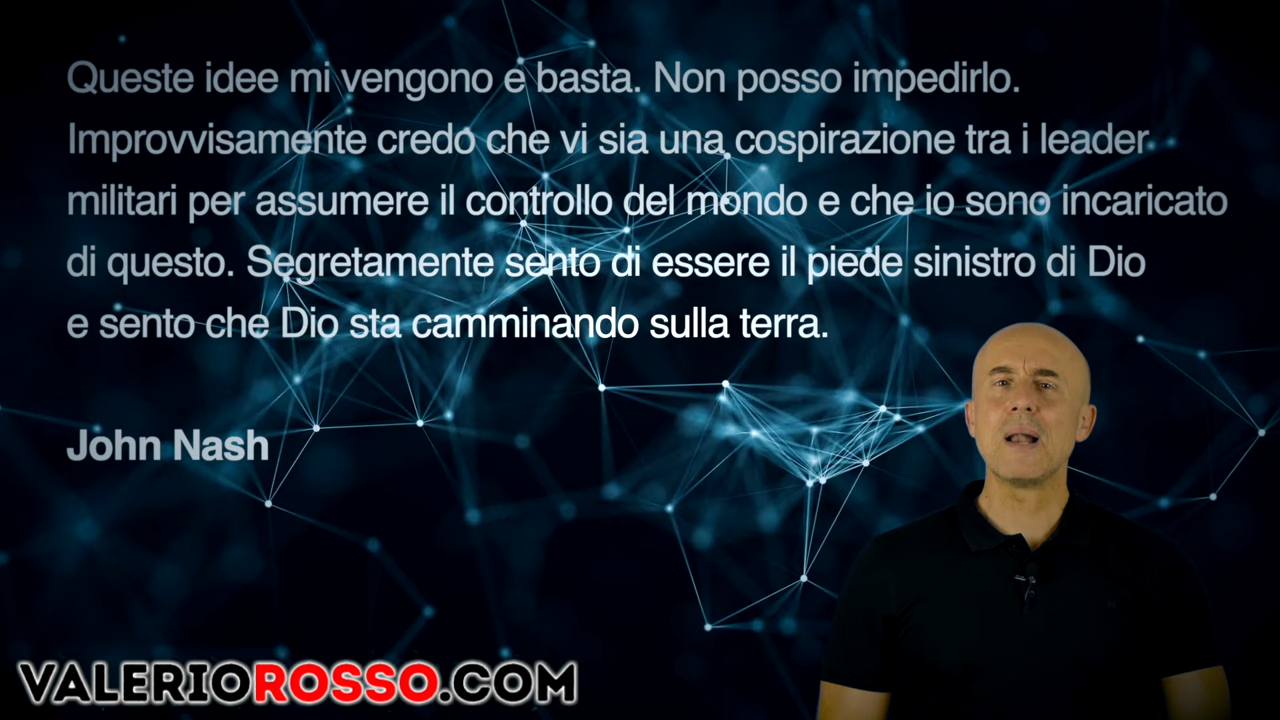 Queste idee mi vengono e basta. Non posso impedirlo.
Improvvisamente credo che vi sia una cospirazione tra i leader
militari per assumere il controllo del mondo e che io sono incaricato
di questo. Segretamente sento di essere il piede sinistro di Dio
e sento che Dio sta camminando sulla terra.
John Nash
VALERIOROSSO.COM